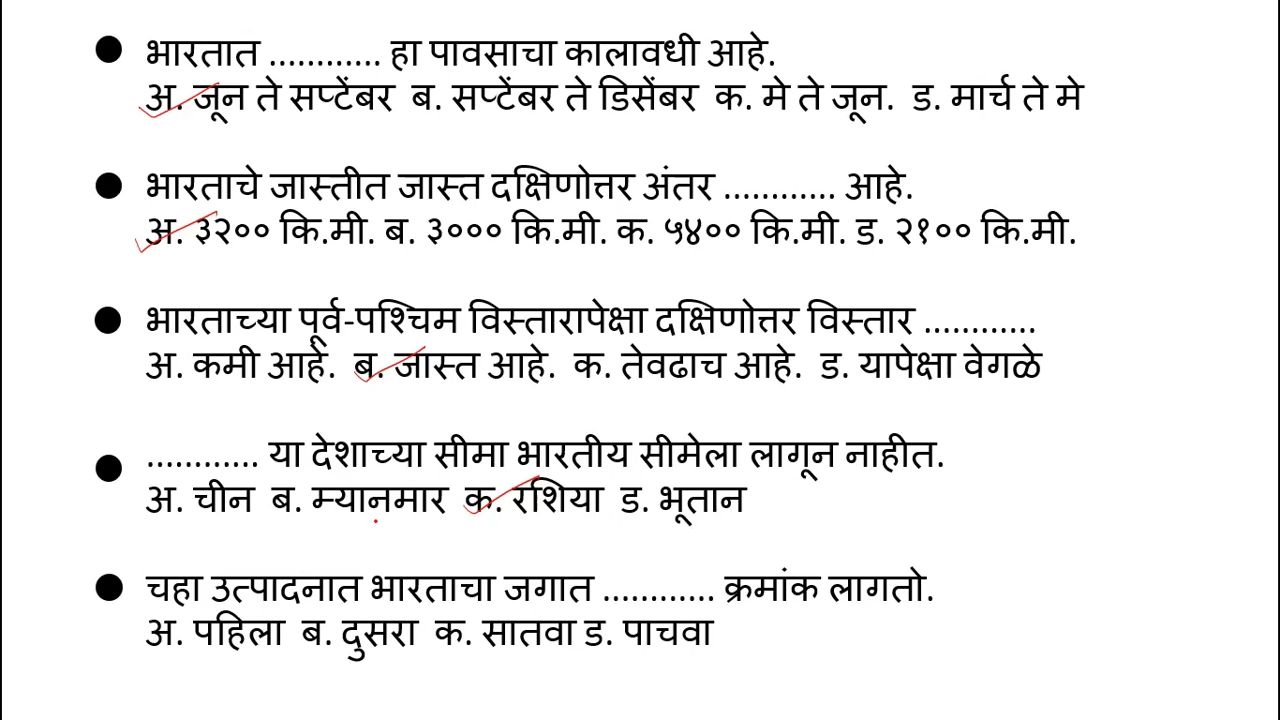 ● भारतात ............ हा पावसाचा कालावधी आहे.
अ. जून ते सप्टेंबर ब. सप्टेंबर ते डिसेंबर क. मे ते जून. ड. मार्च ते मे
● भारताचे जास्तीत जास्त दक्षिणोत्तर अंतर ............ आहे.
अ. ३२०० कि.मी. ब. ३००० कि.मी. क. ५४०० कि.मी. ड. २१०० कि.मी.
● भारताच्या पूर्व-पश्चिम विस्तारापेक्षा दक्षिणोत्तर विस्तार ............
अ. कमी आहे. ब. जास्त आहे. क. तेवढाच आहे. ड. यापेक्षा वेगळे
● ............ या देशाच्या सीमा भारतीय सीमेला लागून नाहीत.
अ. चीन ब. म्यानमार क. रशिया ड. भूतान
● चहा उत्पादनात भारताचा जगात ............ क्रमांक लागतो.
अ. पहिला ब. दुसरा क. सातवा ड. पाचवा